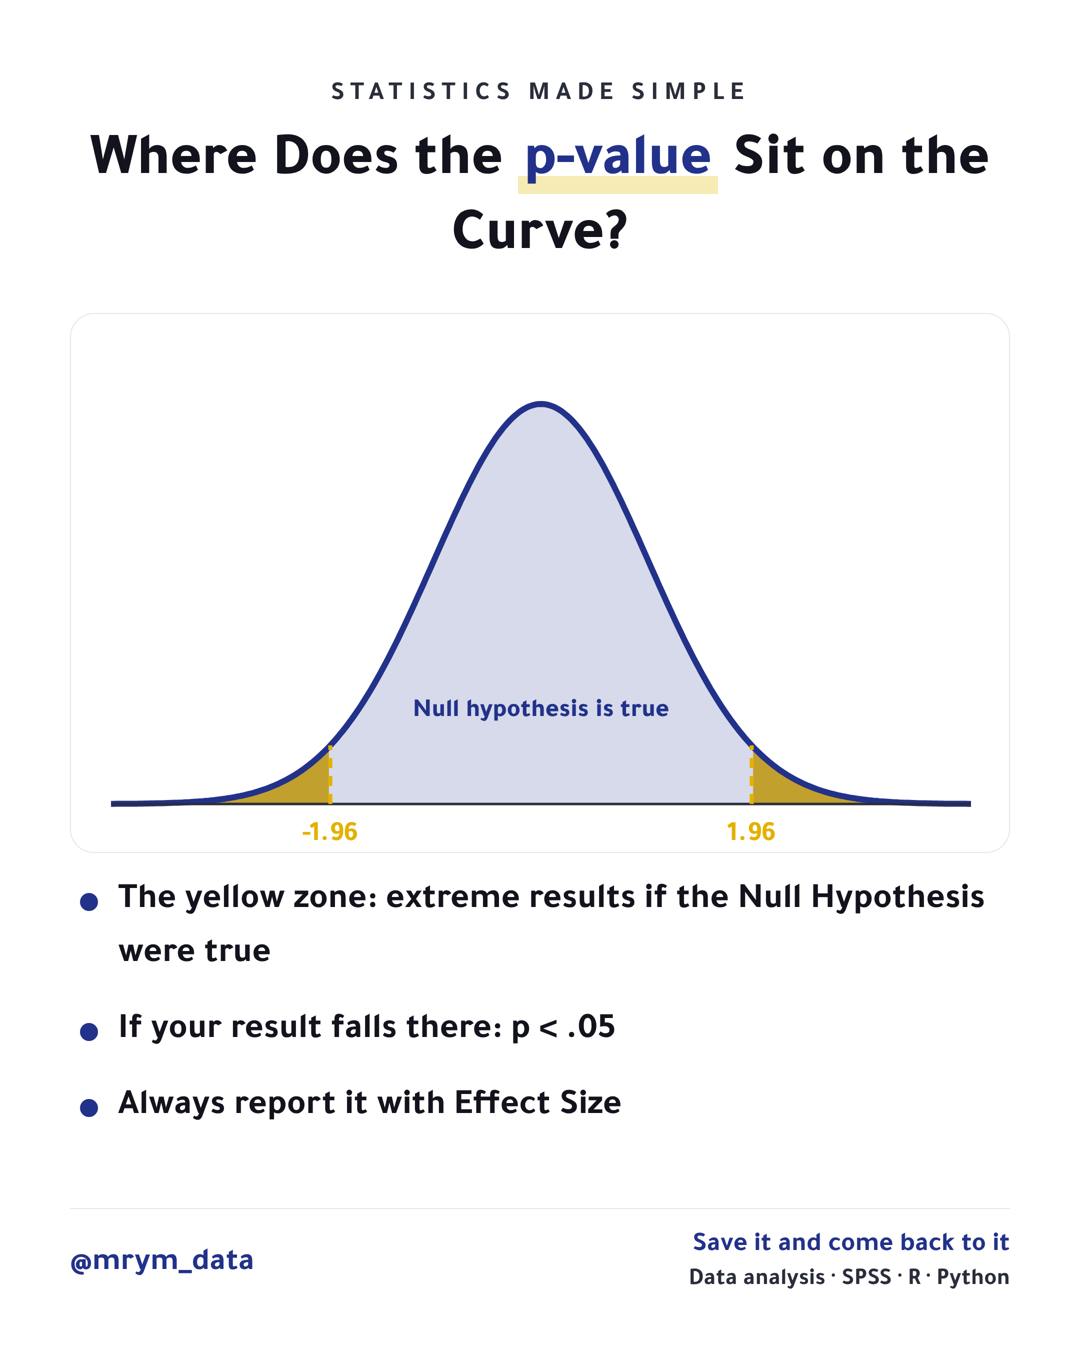 STATISTICS MADE SIMPLE
Where Does the p-value Sit on the
Curve?
Null hypothesis is true
-1.96
1.96
The yellow zone: extreme results if the Null Hypothesis
were true
If your result falls there: p < .05
Always report it with Effect Size
@mrym_data
Save it and come back to it
Data analysis · SPSS · R · Python